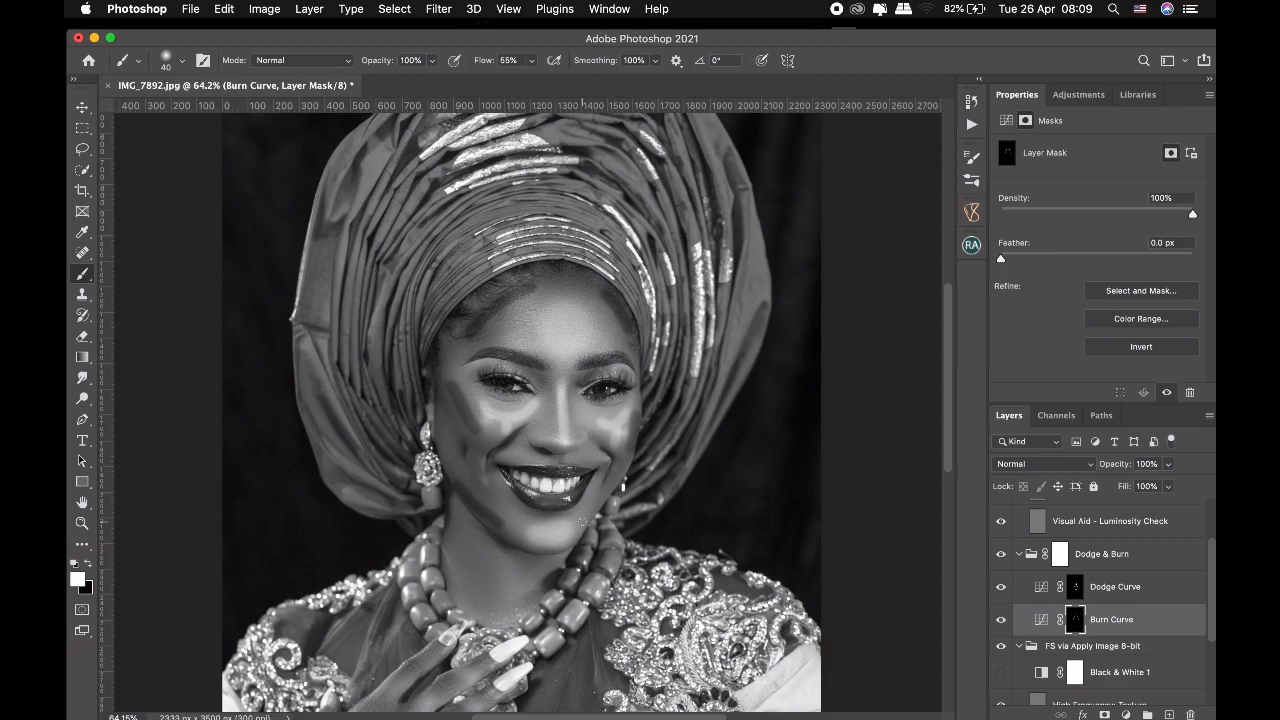 Photoshop File Edit Image Layer Type Select Filter 3D View Plugins Window Help 82% Tue 26 Apr 08:09
Adobe Photoshop 2021
40 Mode: Normal Opacity: 100% Flow: 55% Smoothing: 100% 0°
× IMG_7892.jpg @ 64.2% (Burn Curve, Layer Mask/8) *
400 300 200 100 0 100 200 300 400 500 600 700 800 900 1000 1100 1200 1300 1400 1500 1600 1700 1800 1900 2000 2100 2200 2300 2400 2500 2600 2700
Properties Adjustments Libraries
Masks
Layer Mask
Density: 100%
Feather: 0.0 px
RA
Refine: Select and Mask...
Color Range...
Invert
Layers Channels Paths
Kind
Normal Opacity: 100%
Lock: Fill: 100%
Visual Aid - Luminosity Check
Dodge & Burn
Dodge Curve
Burn Curve
FS via Apply Image 8-bit
Black & White 1
High Frequency Texture
64.15% 2333 px x 3500 px (300 ppi)
fx